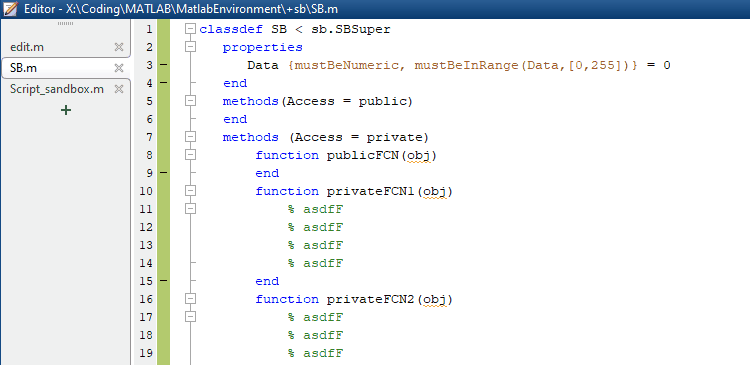 Editor - X:\Coding\MATLAB\MatlabEnvironment\+sb\SB.m
edit.m
SB.m
Script_sandbox.m
+
1 classdef SB < sb.SBSuper
2 properties
3 Data {mustBeNumeric, mustBeInRange(Data,[0,255])} = 0
4 end
5 methods(Access = public)
6 end
7 methods (Access = private)
8 function publicFCN(obj)
9 end
10 function privateFCN1(obj)
11 % asdfF
12 % asdfF
13 % asdfF
14 % asdfF
15 end
16 function privateFCN2(obj)
17 % asdfF
18 % asdfF
19 % asdfF